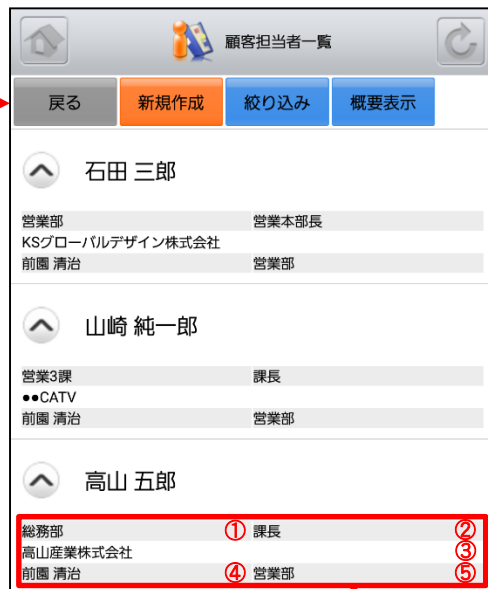 顧客担当者一覧
戻る 新規作成 絞り込み 概要表示
石田 三郎
営業部 営業本部長
KSグローバルデザイン株式会社
前園 清治 営業部
山崎 純一郎
営業3課 課長
●●CATV
前園 清治 営業部
高山 五郎
総務部 ① 課長 ②
高山産業株式会社 ③
前園 清治 ④ 営業部 ⑤